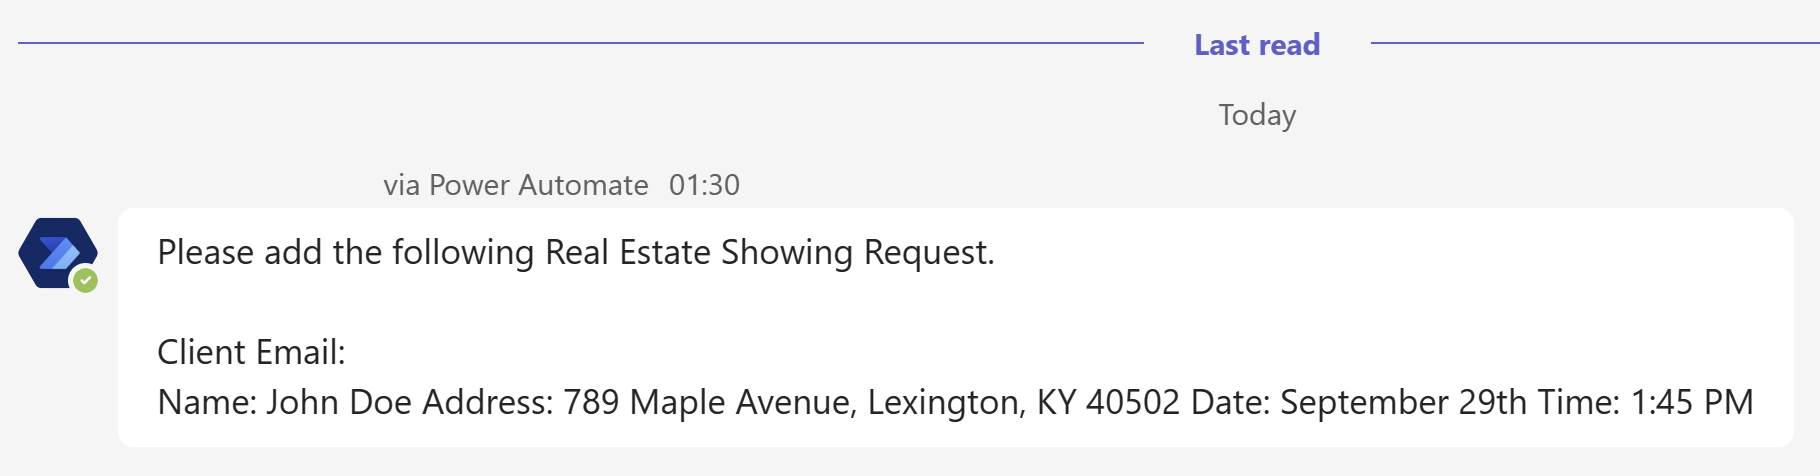 Last read
Today
via Power Automate 01:30
Please add the following Real Estate Showing Request.
Client Email:
Name: John Doe Address: 789 Maple Avenue, Lexington, KY 40502 Date: September 29th Time: 1:45 PM